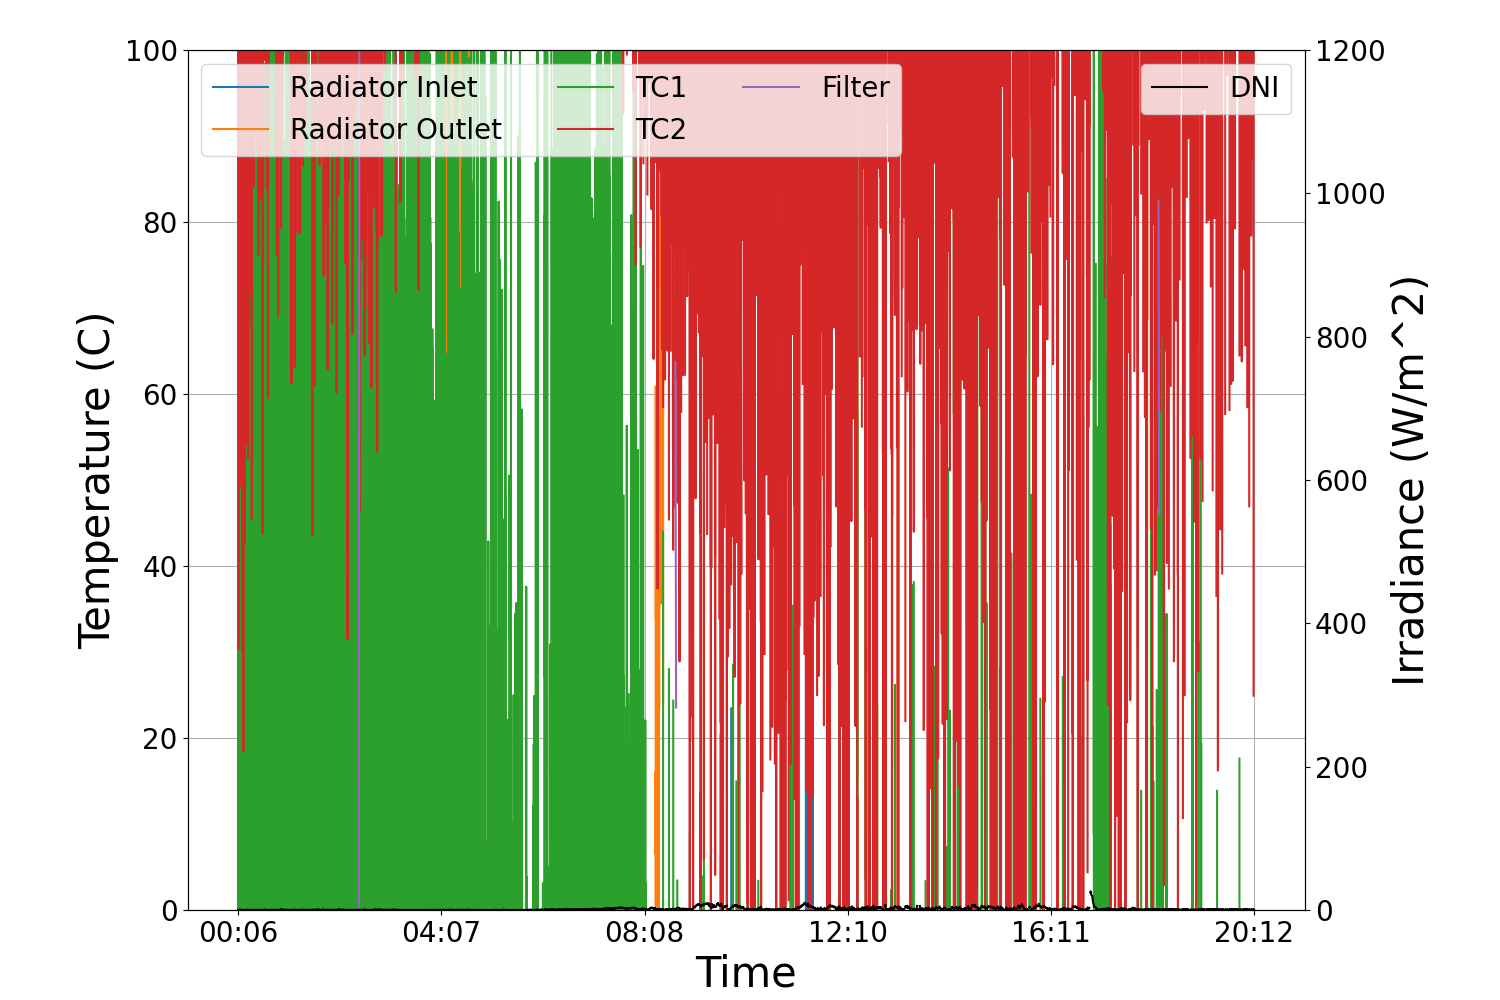 100
80
60
40
20
0
Temperature (C)
Radiator Inlet
Radiator Outlet
TC1
TC2
Filter
DNI
1200
1000
800
600
400
200
0
Irradiance (W/m^2)
00:06 04:07 08:08 12:10 16:11 20:12
Time